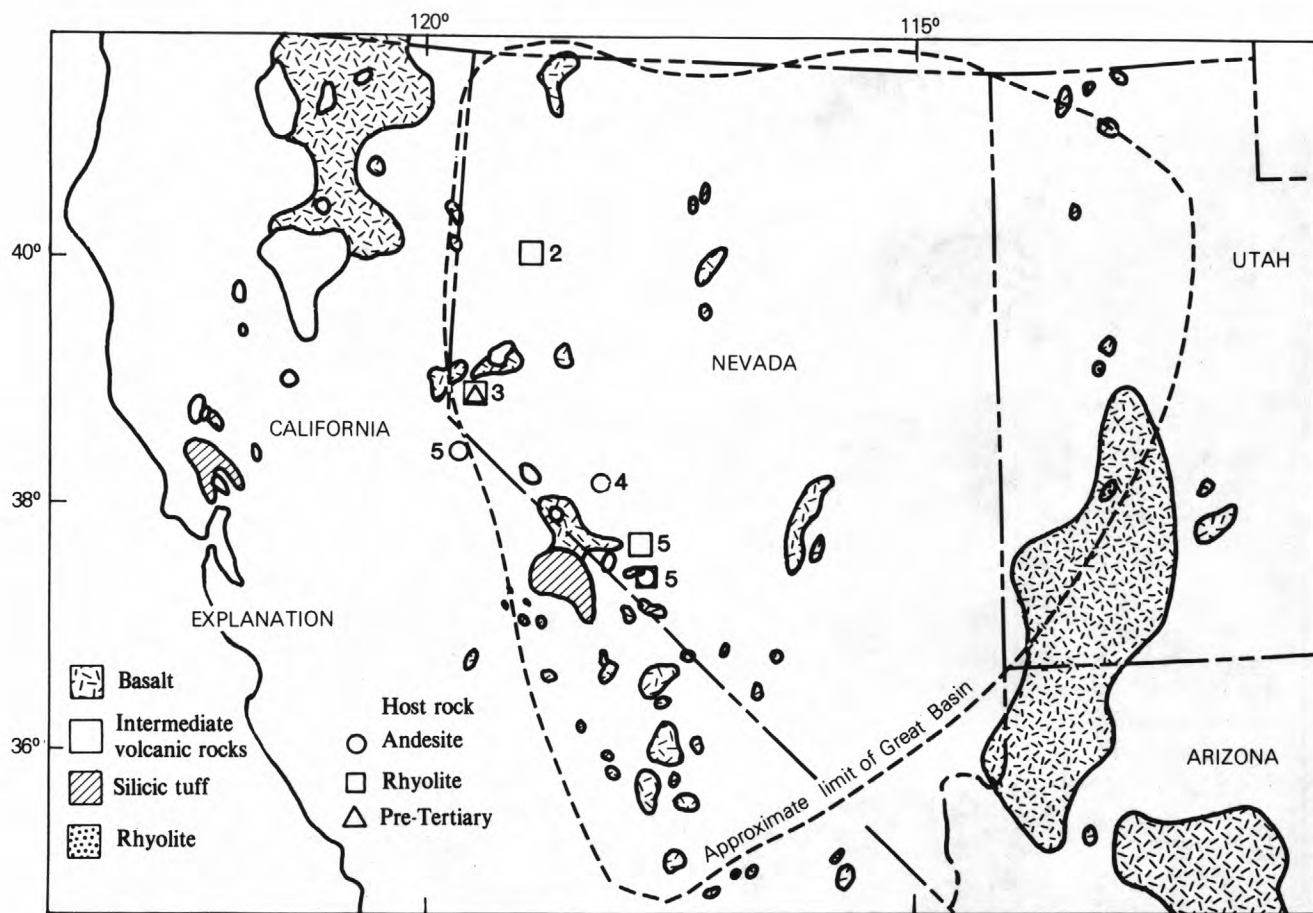 120°
115°
40°
2
UTAH
NEVADA
3
CALIFORNIA
5
4
38°
5
5
EXPLANATION
Basalt
Intermediate
volcanic rocks
Silicic tuff
Rhyolite
Host rock
Andesite
Rhyolite
Pre-Tertiary
36°
ARIZONA
Approximate limit of Great Basin